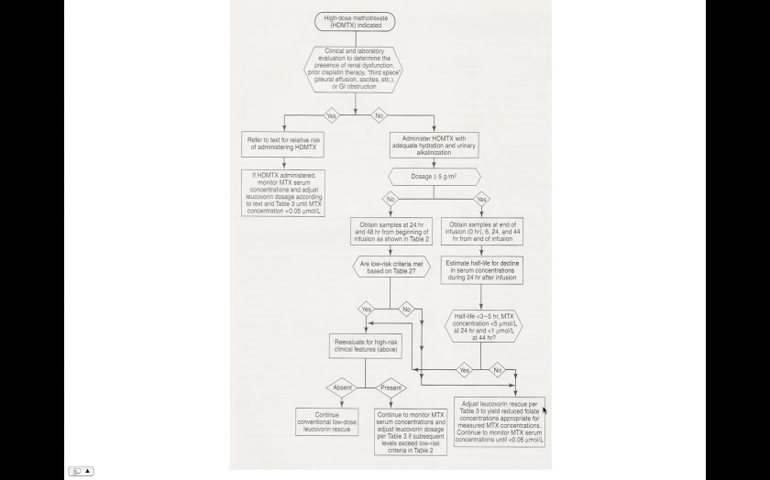 High-dose methotrexate
(HDMTX) indicated
Clinical and laboratory
evaluation to determine the
presence of renal dysfunction,
prior cisplatin therapy, "third space"
(pleural effusion, ascites, etc.),
or GI obstruction
Yes
No
Refer to text for relative risk
of administering HDMTX
Administer HDMTX with
adequate hydration and urinary
alkalinization
If HDMTX administered,
monitor MTX serum
concentrations and adjust
leucovorin dosage according
to text and Table 3 until MTX
concentration <0.05 μmol/L
Dosage ≥ 5 g/m²
No
Yes
Obtain samples at 24 hr
and 48 hr from beginning of
infusion as shown in Table 2
Obtain samples at end of
infusion (0 hr), 6, 24, and 44
hr from end of infusion
Are low-risk criteria met
based on Table 2?
Estimate half-life for decline
in serum concentrations
during 24 hr after infusion
Yes
No
Half-life <3–5 hr, MTX
concentration <5 μmol/L
at 24 hr and <1 μmol/L
at 44 hr?
Reevaluate for high-risk
clinical features (above)
Yes
No
Absent
Present
Continue
conventional low-dose
leucovorin rescue
Continue to monitor MTX
serum concentrations and
adjust leucovorin dosage
per Table 3 if subsequent
levels exceed low-risk
criteria in Table 2
Adjust leucovorin rescue per
Table 3 to yield reduced folate
concentrations appropriate for
measured MTX concentrations.
Continue to monitor MTX serum
concentrations until <0.05 μmol/L